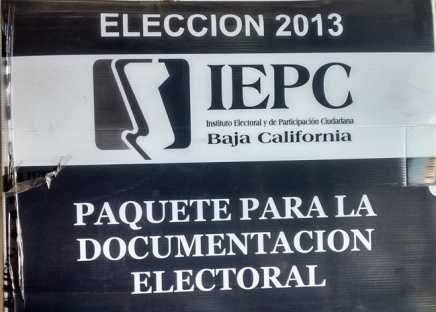 ELECCION 2013
IEPC
Instituto Electoral y de Participación Ciudadana
Baja California
PAQUETE PARA LA
DOCUMENTACION
ELECTORAL